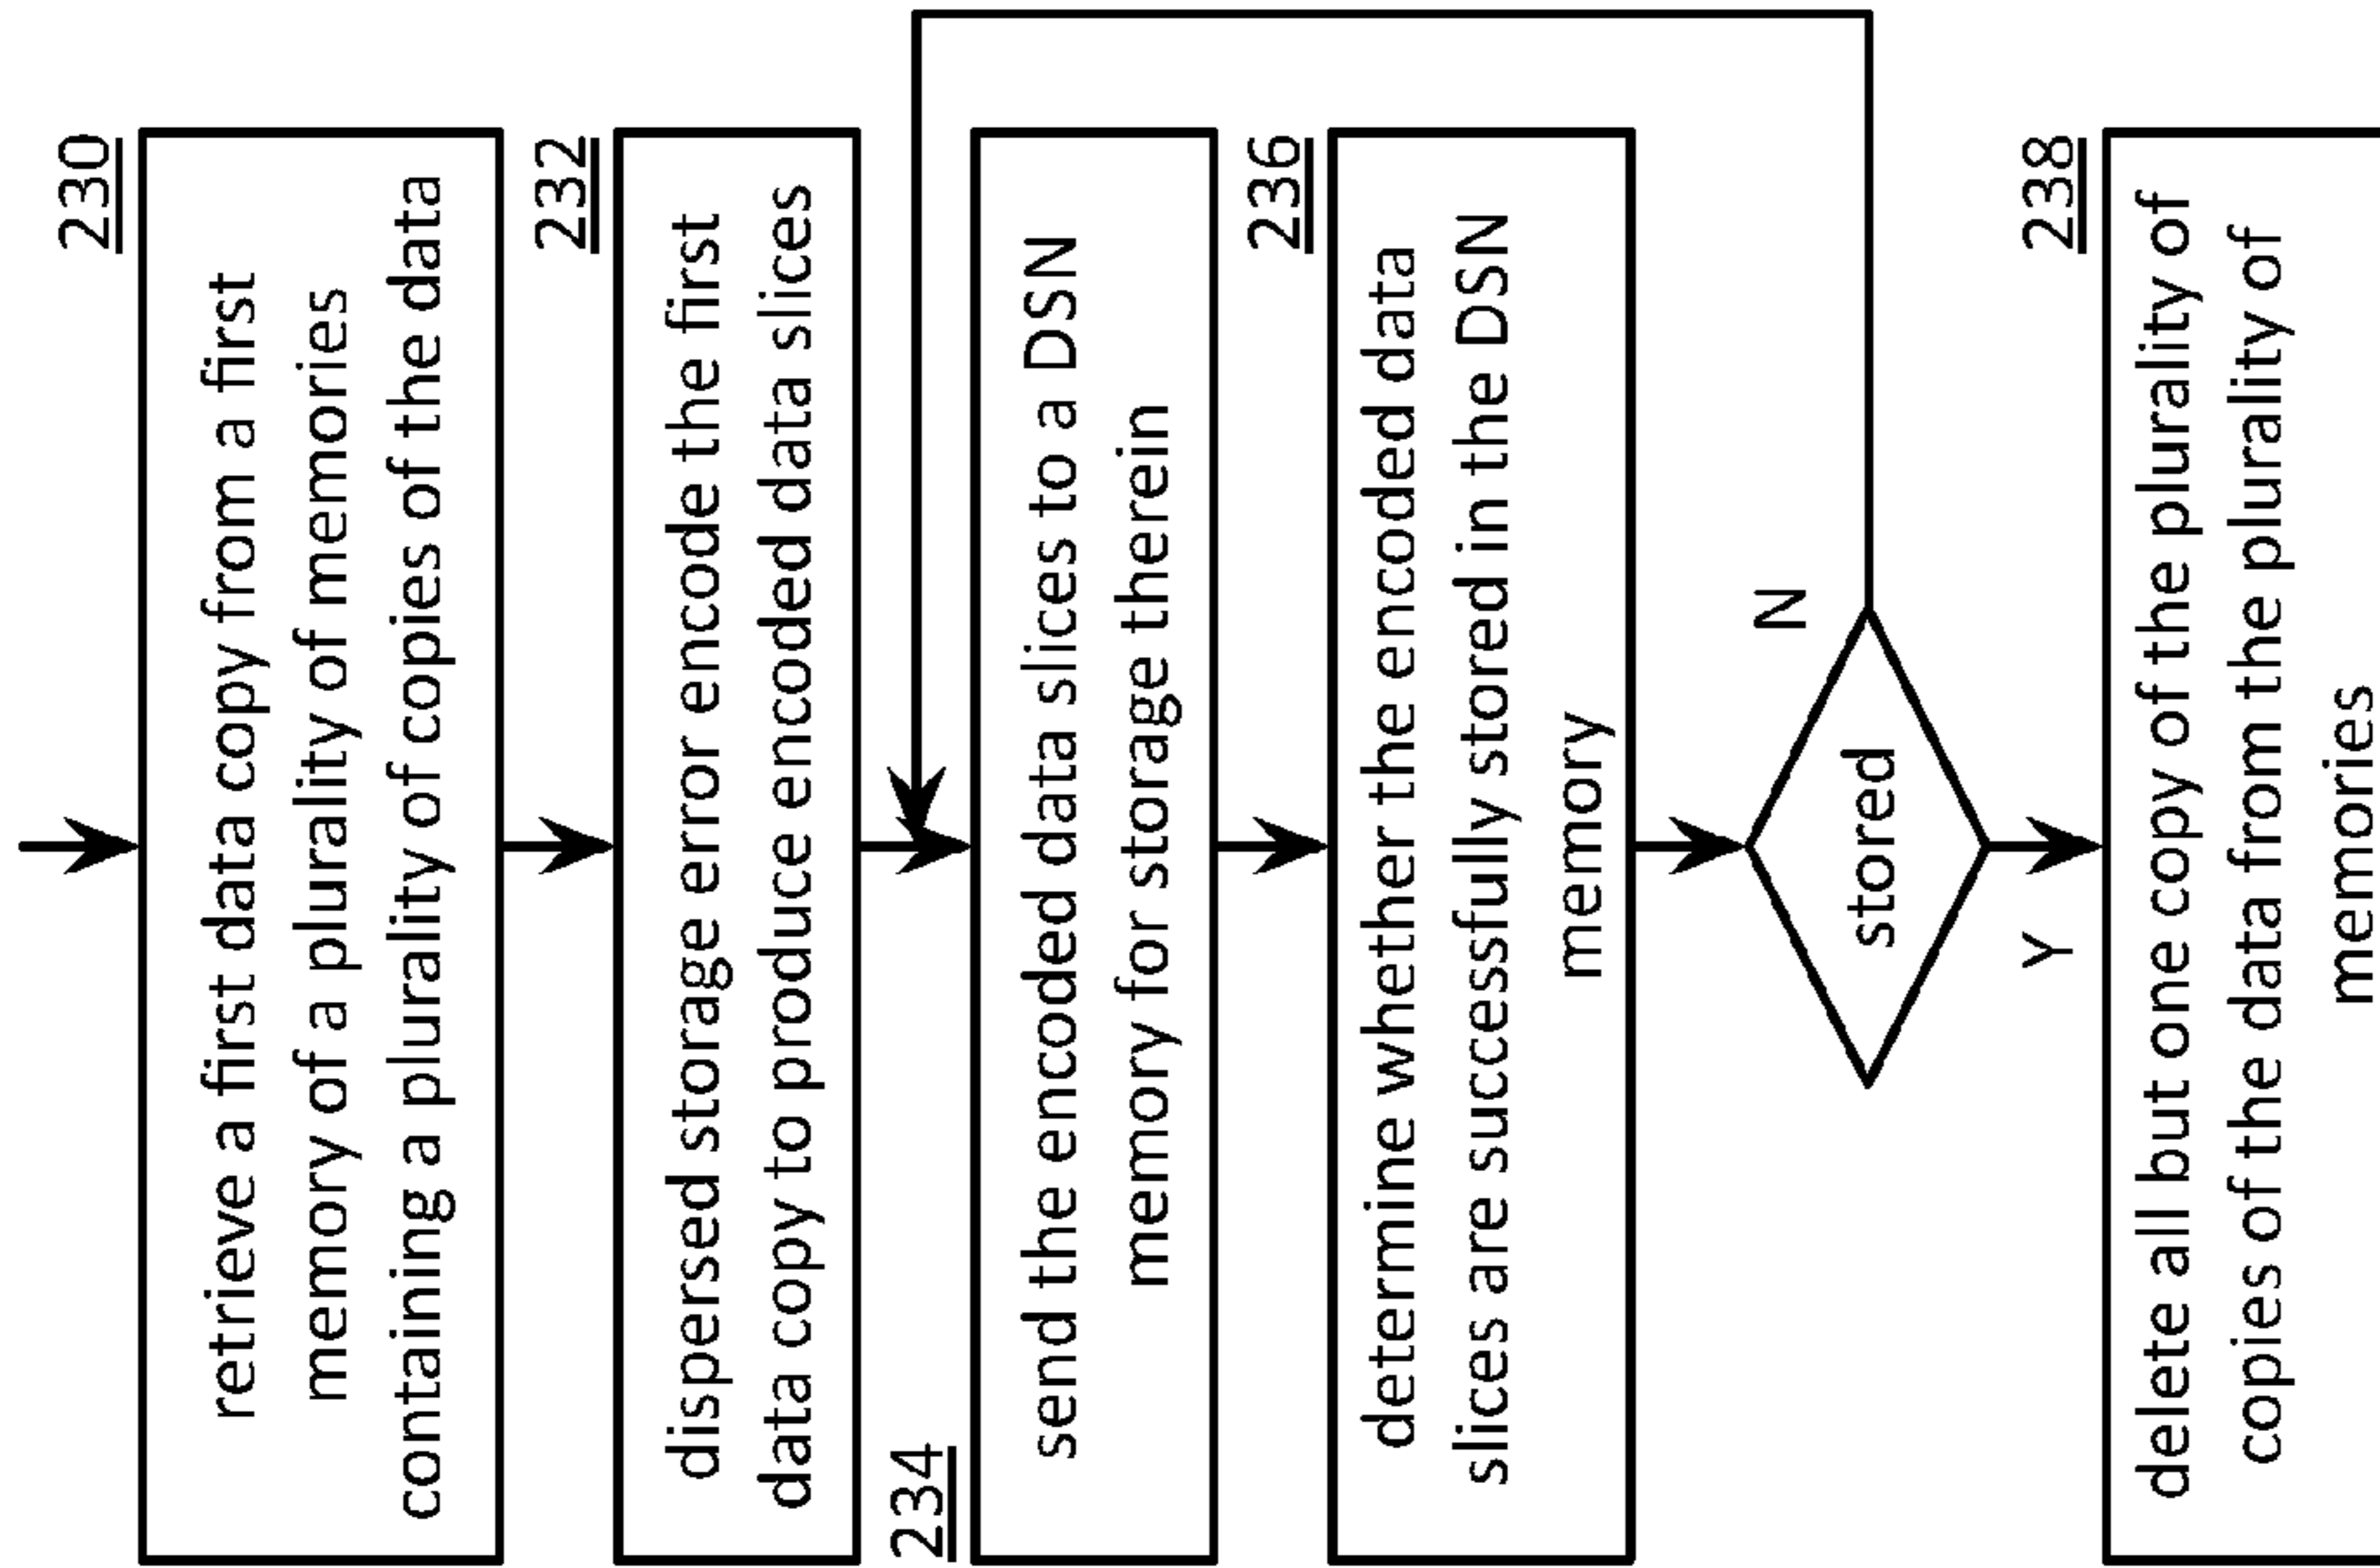 230
retrieve a first data copy from a first
memory of a plurality of memories
containing a plurality of copies of the data
232
dispersed storage error encode the first
data copy to produce encoded data slices
234
send the encoded data slices to a DSN
memory for storage therein
236
determine whether the encoded data
slices are successfully stored in the DSN
memory
stored
N
Y
238
delete all but one copy of the plurality of
copies of the data from the plurality of
memories